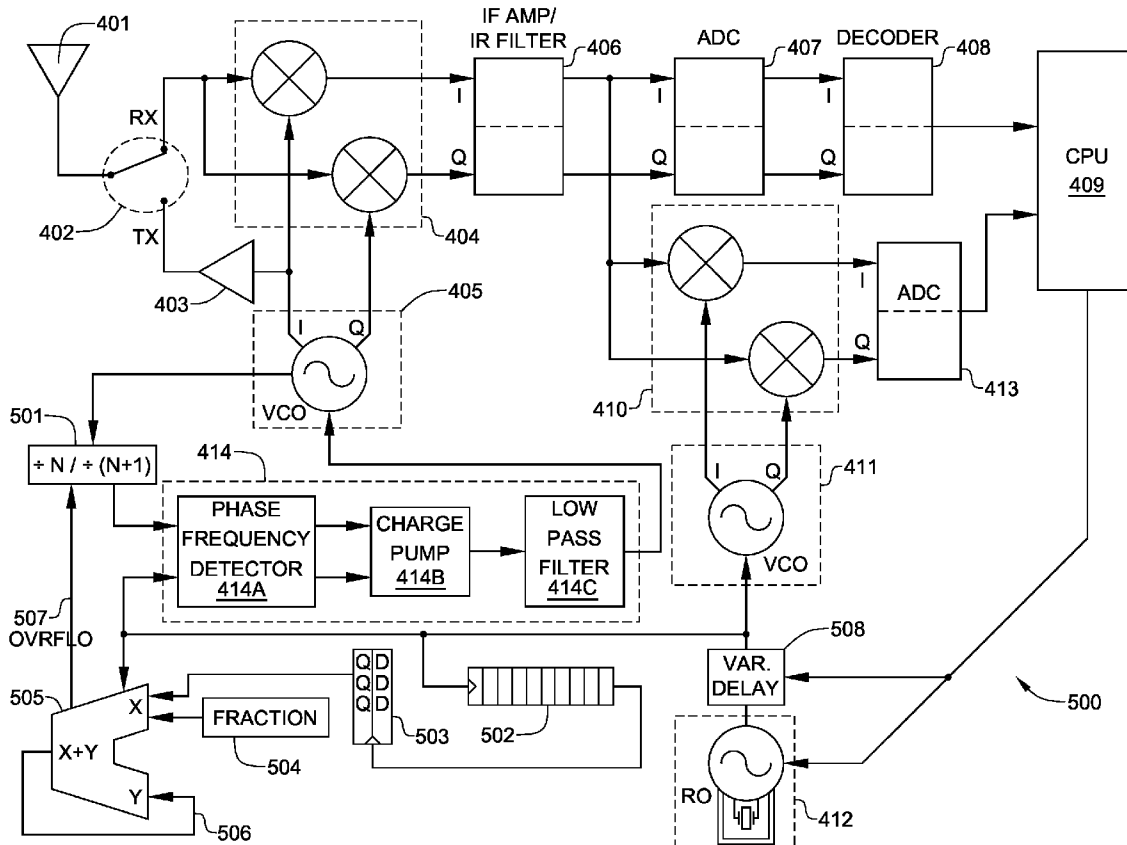 401
IF AMP/
IR FILTER
406
ADC
407
DECODER
408
RX
I
I
I
Q
Q
Q
CPU
409
402
TX
404
403
405
I
Q
VCO
I
ADC
Q
410
413
501
÷ N / ÷ (N+1)
414
I
Q
411
PHASE
FREQUENCY
DETECTOR
414A
CHARGE
PUMP
414B
LOW
PASS
FILTER
414C
VCO
507
OVRFLO
508
VAR.
DELAY
505
X
FRACTION
504
Q D
Q D
Q D
503
502
500
X+Y
Y
506
RO
412